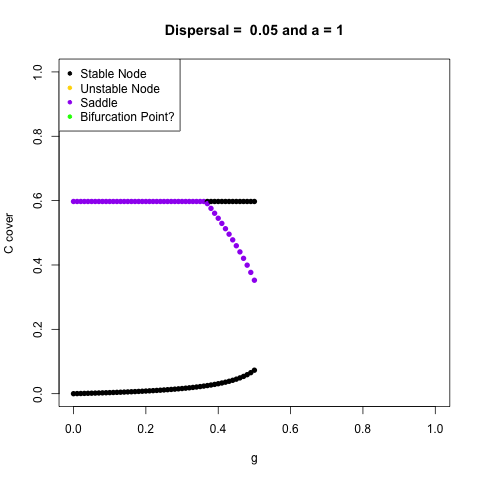 Dispersal =  0.05 and a = 1
Stable Node
Unstable Node
Saddle
Bifurcation Point?
C cover
1.0
0.8
0.6
0.4
0.2
0.0
0.0 0.2 0.4 0.6 0.8 1.0
g